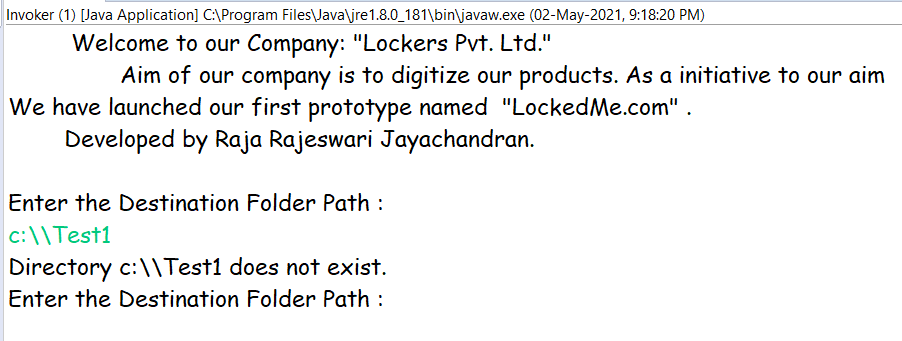 Invoker (1) [Java Application] C:\Program Files\Java\jre1.8.0_181\bin\javaw.exe (02-May-2021, 9:18:20 PM)
Welcome to our Company: "Lockers Pvt. Ltd."
Aim of our company is to digitize our products. As a initiative to our aim
We have launched our first prototype named  "LockedMe.com" .
Developed by Raja Rajeswari Jayachandran.
Enter the Destination Folder Path :
c:\\Test1
Directory c:\\Test1 does not exist.
Enter the Destination Folder Path :